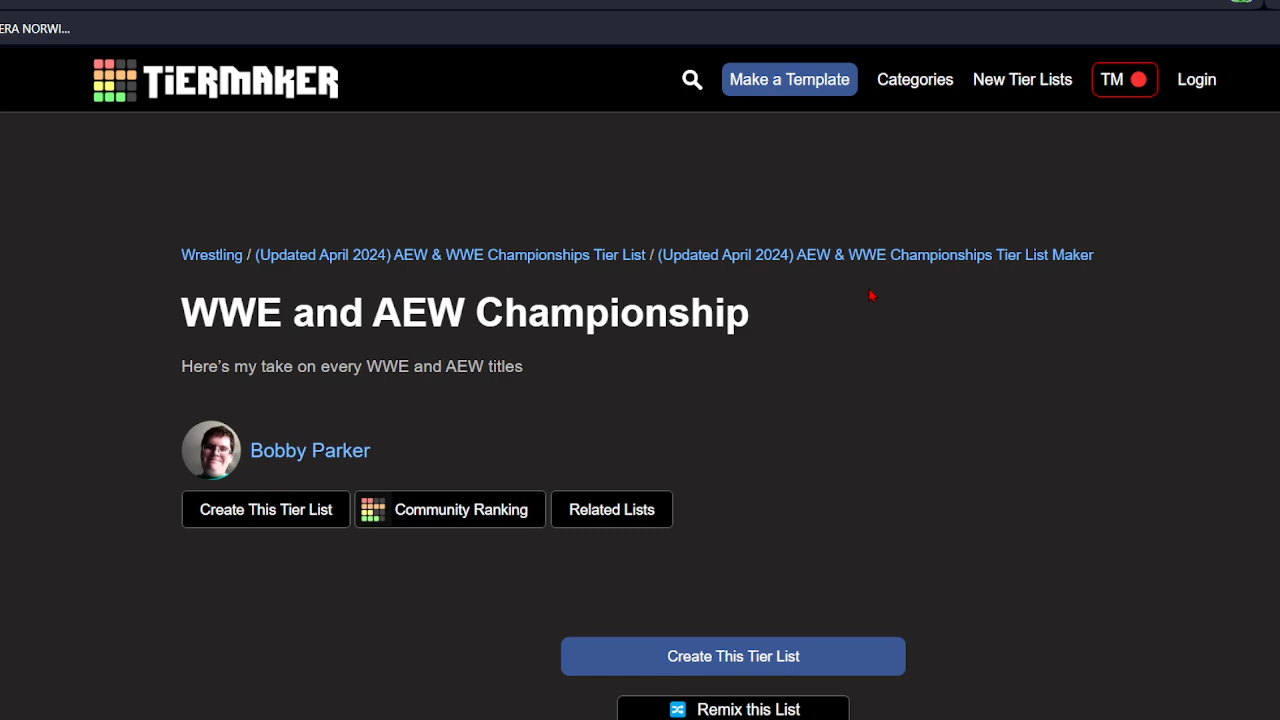 ERA NORWI...
TiERMAKER
Make a Template
Categories
New Tier Lists
TM
Login
Wrestling / (Updated April 2024) AEW & WWE Championships Tier List / (Updated April 2024) AEW & WWE Championships Tier List Maker
WWE and AEW Championship
Here's my take on every WWE and AEW titles
Bobby Parker
Create This Tier List
Community Ranking
Related Lists
Create This Tier List
Remix this List